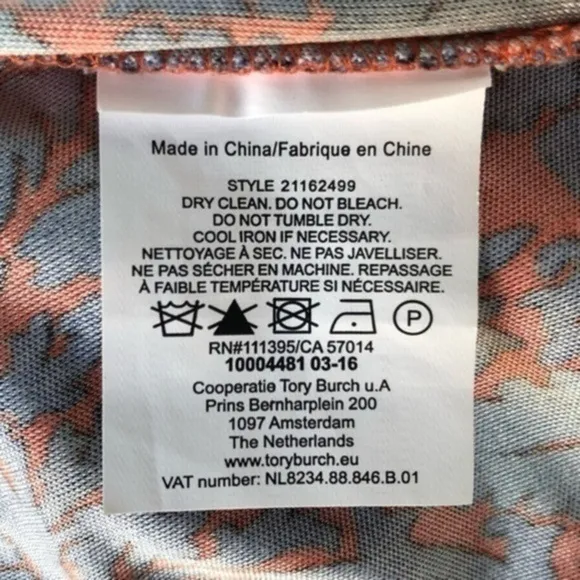 Made in China/Fabrique en Chine
STYLE 21162499
DRY CLEAN. DO NOT BLEACH.
DO NOT TUMBLE DRY.
COOL IRON IF NECESSARY.
NETTOYAGE À SEC. NE PAS JAVELLISER.
NE PAS SÉCHER EN MACHINE. REPASSAGE
À FAIBLE TEMPÉRATURE SI NÉCESSAIRE.
P
RN#111395/CA 57014
10004481 03-16
Cooperatie Tory Burch u.A
Prins Bernharplein 200
1097 Amsterdam
The Netherlands
www.toryburch.eu
VAT number: NL8234.88.846.B.01